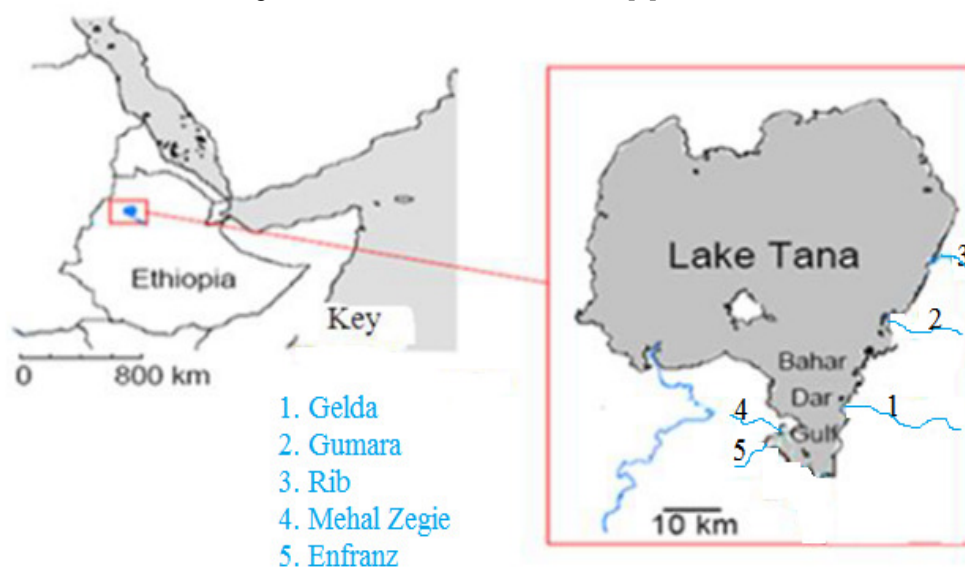 Ethiopia
Key
0 800 km
1. Gelda
2. Gumara
3. Rib
4. Mehal Zegie
5. Enfranz
Lake Tana
3
2
Bahar
Dar
1
4
Gulf
5
10 km